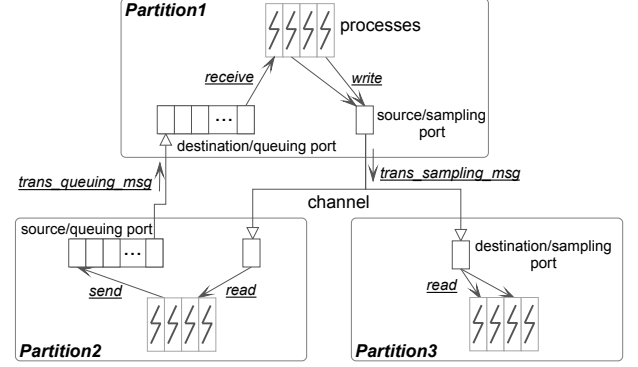 Partition1
processes
receive
write
...
source/sampling
port
destination/queuing port
trans_queuing_msg
trans_sampling_msg
channel
source/queuing port
...
destination/sampling
port
send
read
read
Partition2
Partition3